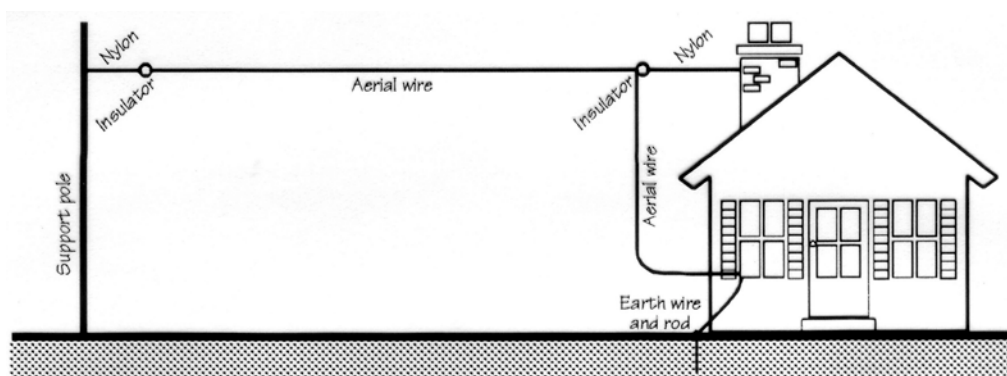 Nylon
Insulator
Aerial wire
Insulator
Nylon
Aerial wire
Support pole
Earth wire
and rod